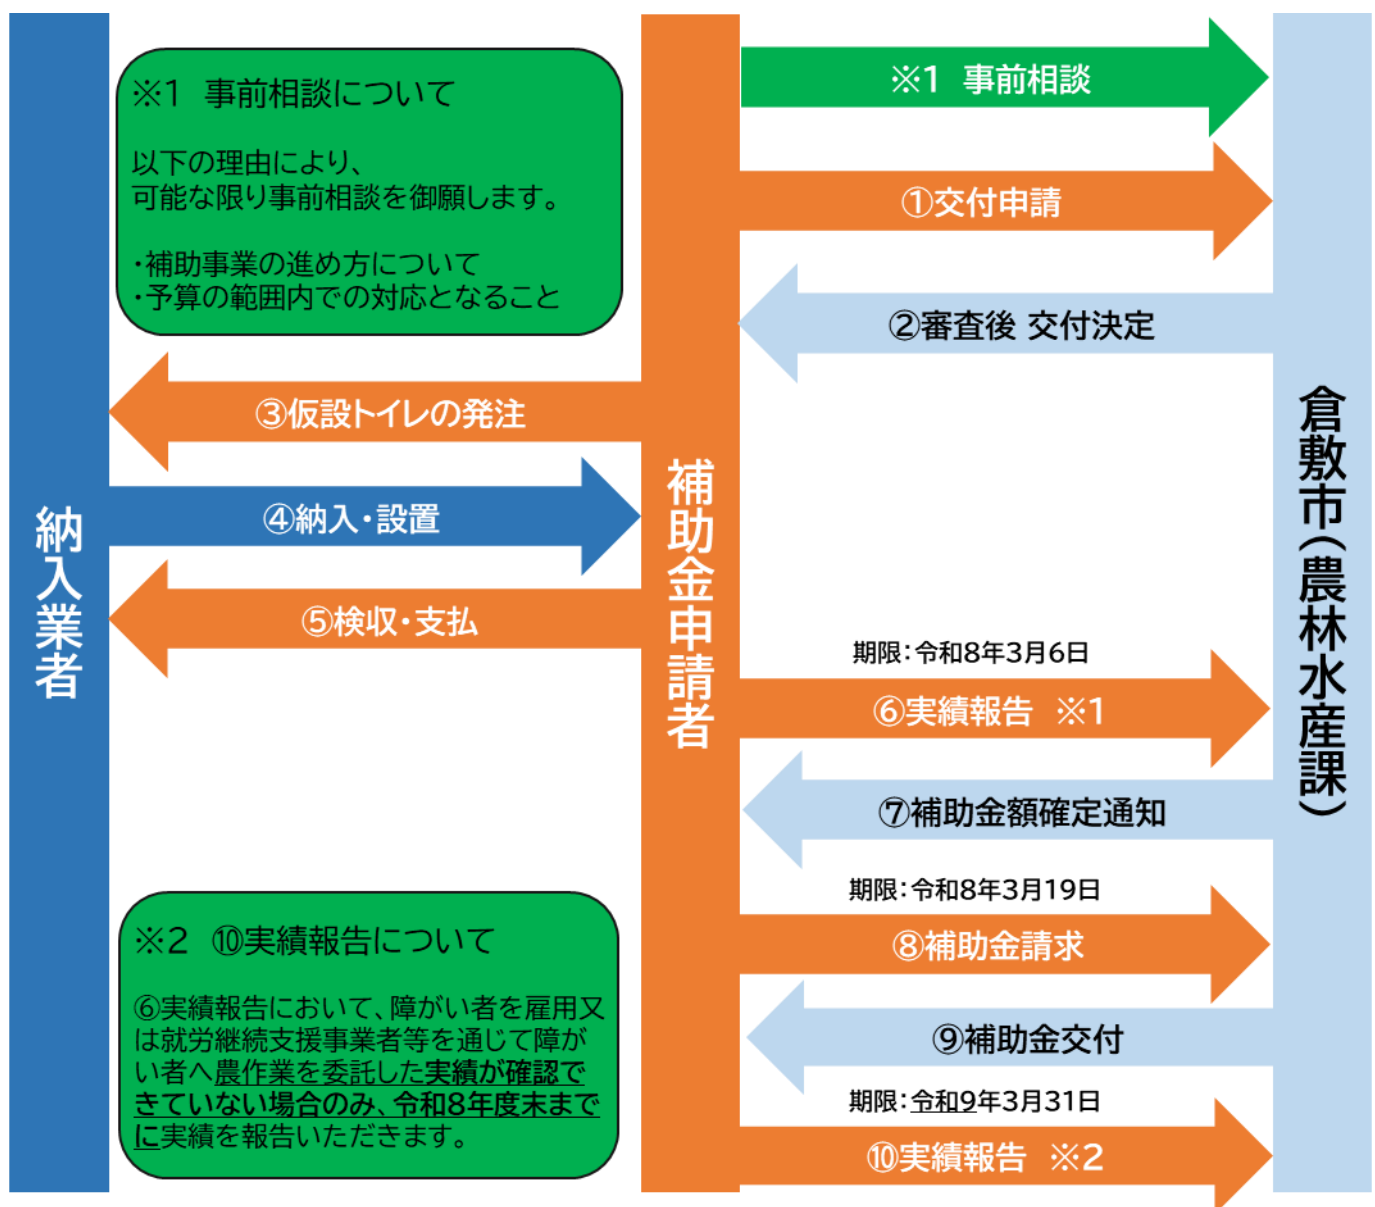 ※1　事前相談について
以下の理由により、
可能な限り事前相談を御願します。
・補助事業の進め方について
・予算の範囲内での対応となること
※1　事前相談
①交付申請
②審査後 交付決定
③仮設トイレの発注
④納入・設置
⑤検収・支払
期限：令和8年3月6日
⑥実績報告　※1
⑦補助金額確定通知
期限：令和8年3月19日
⑧補助金請求
⑨補助金交付
期限：令和9年3月31日
⑩実績報告　※2
※2　⑩実績報告について
⑥実績報告において、障がい者を雇用又
は就労継続支援事業者等を通じて障が
い者へ農作業を委託した実績が確認で
きていない場合のみ、令和8年度末まで
に実績を報告いただきます。
納入業者
補助金申請者
倉敷市（農林水産課）